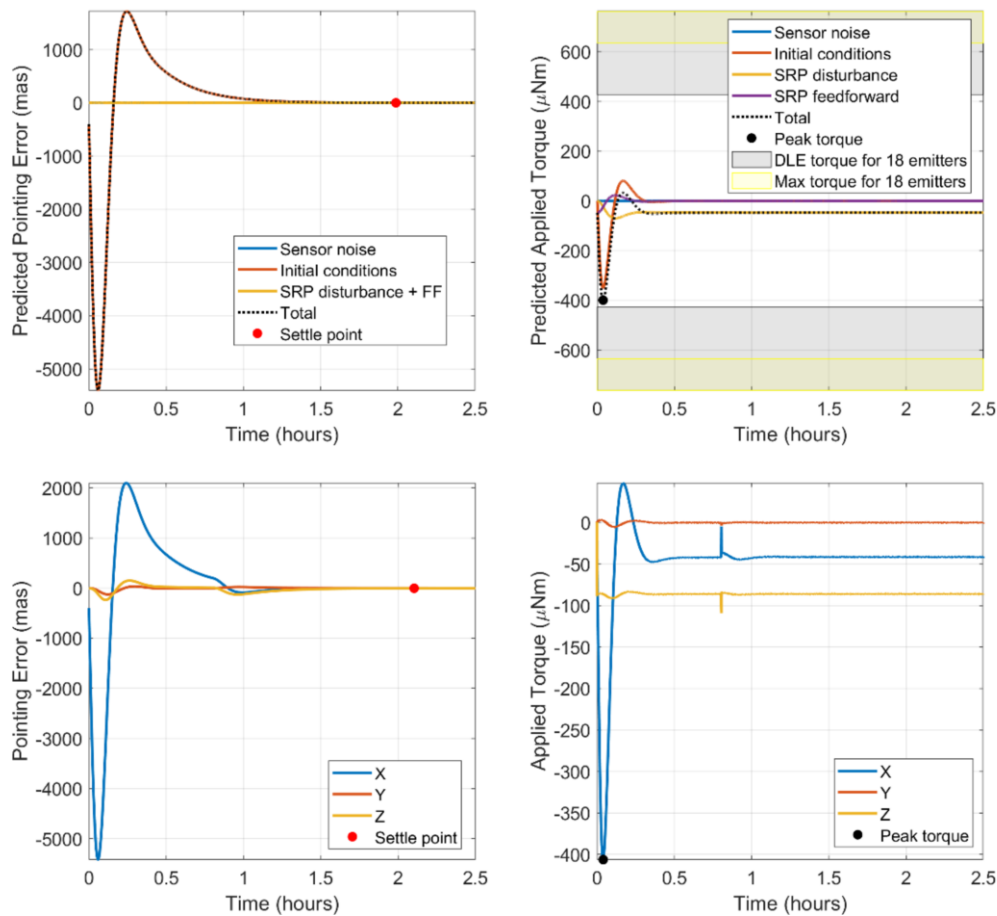 1000
0
-1000
-2000
-3000
-4000
-5000
Predicted Pointing Error (mas)
Sensor noise
Initial conditions
SRP disturbance + FF
Total
Settle point
0 0.5 1 1.5 2 2.5
Time (hours)
600
400
200
0
-200
-400
-600
Predicted Applied Torque (μNm)
Sensor noise
Initial conditions
SRP disturbance
SRP feedforward
Total
Peak torque
DLE torque for 18 emitters
Max torque for 18 emitters
0 0.5 1 1.5 2 2.5
Time (hours)
2000
1000
0
-1000
-2000
-3000
-4000
-5000
Pointing Error (mas)
X
Y
Z
Settle point
0 0.5 1 1.5 2 2.5
Time (hours)
0
-50
-100
-150
-200
-250
-300
-350
-400
Applied Torque (μNm)
X
Y
Z
Peak torque
0 0.5 1 1.5 2 2.5
Time (hours)